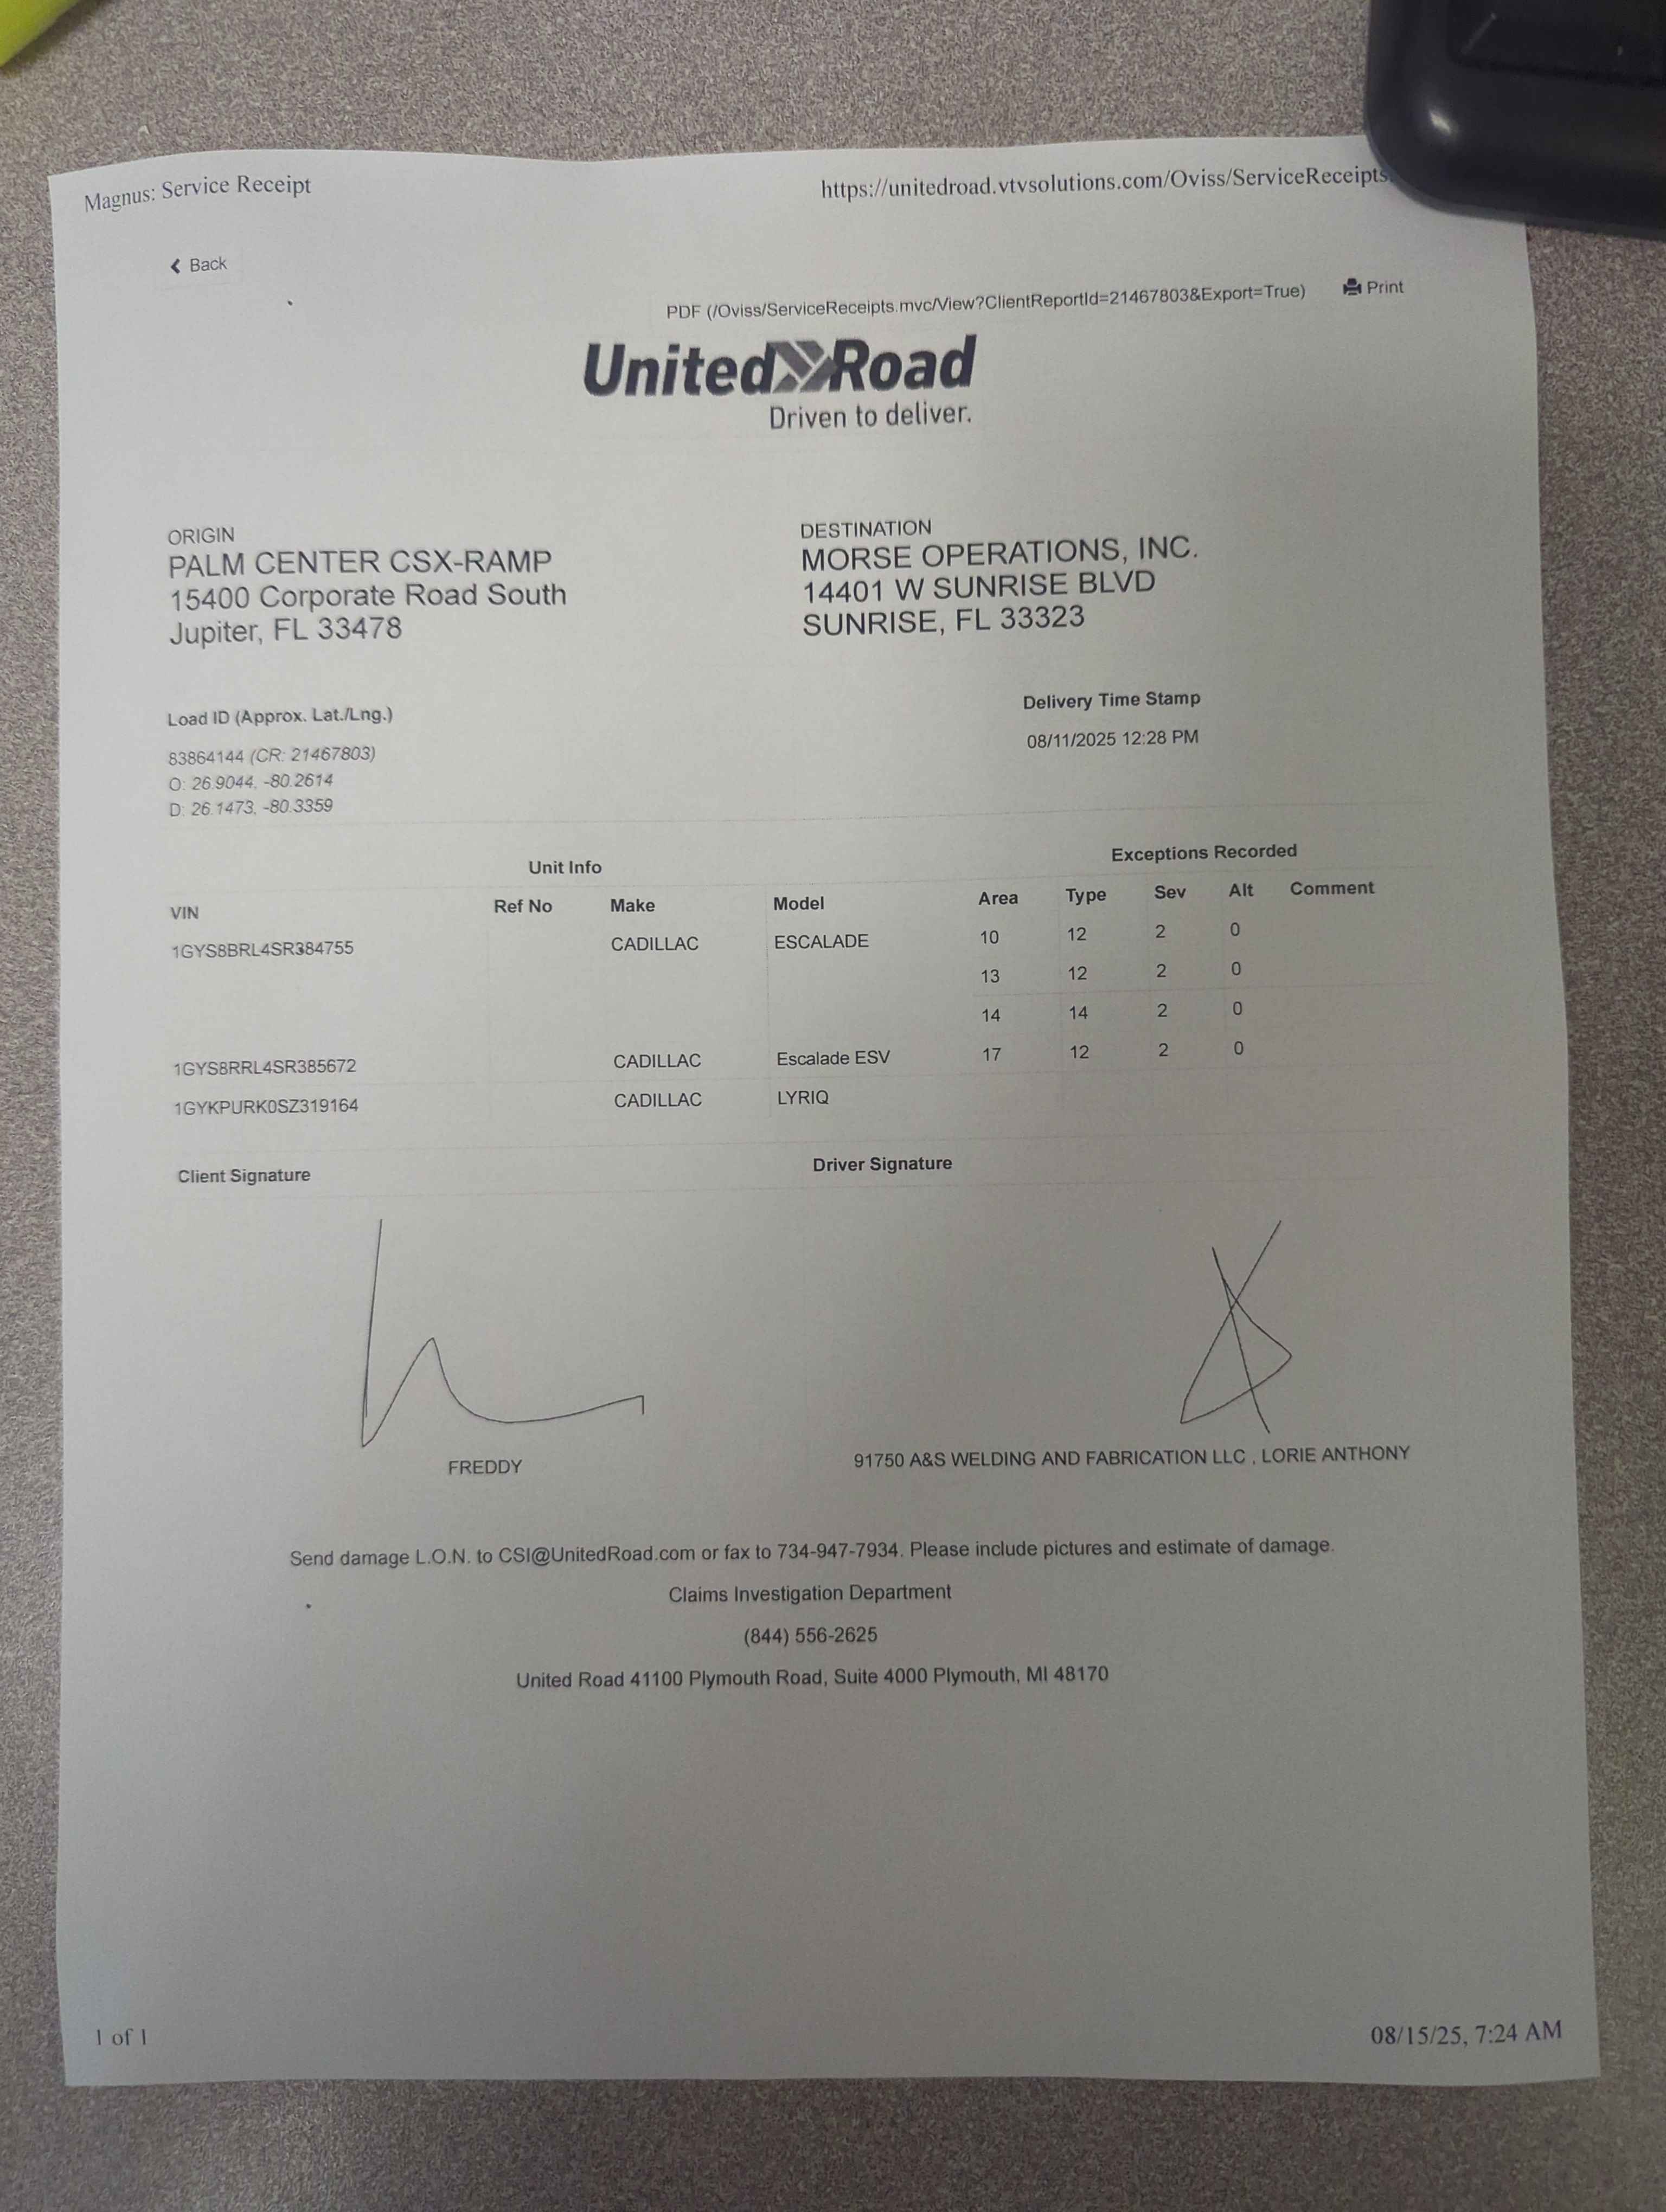 Magnus: Service Receipt
https://unitedroad.vtvsolutions.com/Oviss/ServiceReceipts
Back
PDF (/Oviss/ServiceReceipts.mvc/View?ClientReportId=21467803&Export=True)
Print
United Road
Driven to deliver.
ORIGIN
PALM CENTER CSX-RAMP
15400 Corporate Road South
Jupiter, FL 33478
DESTINATION
MORSE OPERATIONS, INC.
14401 W SUNRISE BLVD
SUNRISE, FL 33323
Load ID (Approx. Lat./Lng.)
83864144 (CR: 21467803)
O: 26.9044, -80.2614
D: 26.1473, -80.3359
Delivery Time Stamp
08/11/2025 12:28 PM
Unit Info Exceptions Recorded
VIN Ref No Make Model Area Type Sev Alt Comment
1GYS8BRL4SR384755 CADILLAC ESCALADE 10 12 2 0
13 12 2 0
14 14 2 0
1GYS8RRL4SR385672 CADILLAC Escalade ESV 17 12 2 0
1GYKPURK0SZ319164 CADILLAC LYRIQ
Client Signature Driver Signature
FREDDY
91750 A&S WELDING AND FABRICATION LLC , LORIE ANTHONY
Send damage L.O.N. to CSI@UnitedRoad.com or fax to 734-947-7934. Please include pictures and estimate of damage.
Claims Investigation Department
(844) 556-2625
United Road 41100 Plymouth Road, Suite 4000 Plymouth, MI 48170
1 of 1
08/15/25, 7:24 AM